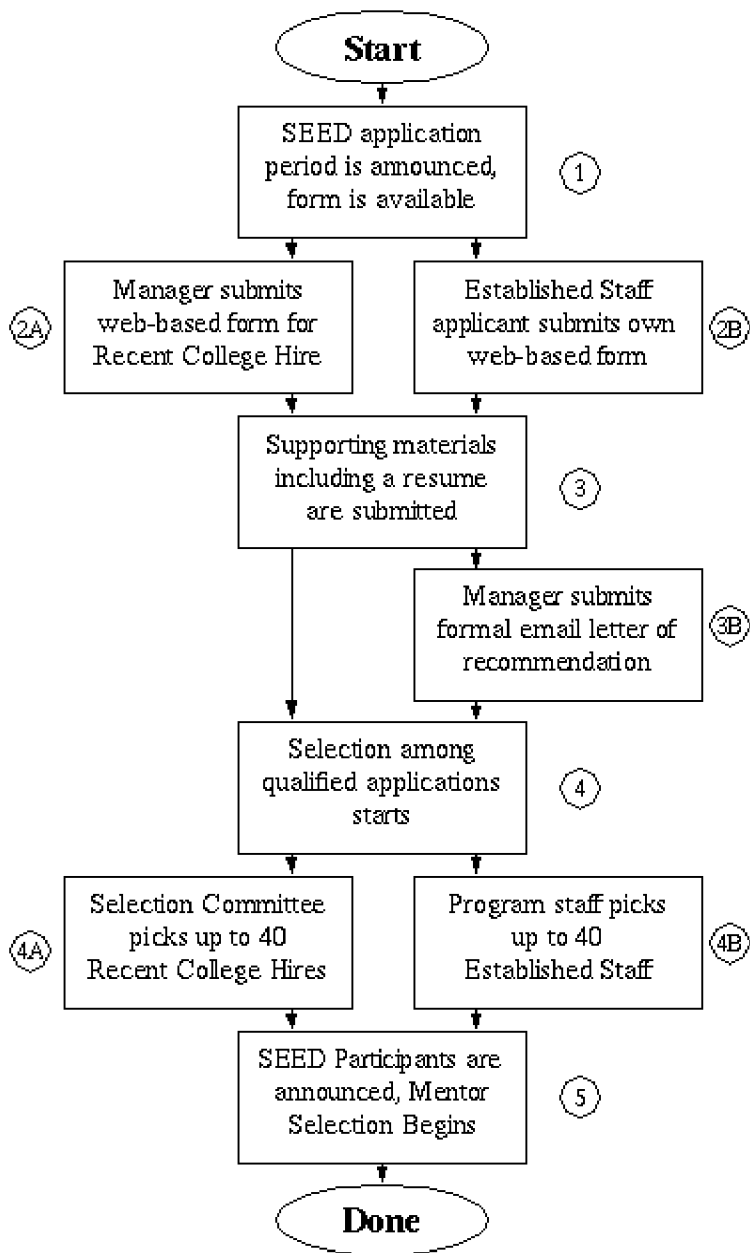 Start
SEED application
period is announced,
form is available
1
Manager submits
web-based form for
Recent College Hire
2A
Established Staff
applicant submits own
web-based form
2B
Supporting materials
including a resume
are submitted
3
Manager submits
formal email letter of
recommendation
3B
Selection among
qualified applications
starts
4
Selection Committee
picks up to 40
Recent College Hires
4A
Program staff picks
up to 40
Established Staff
4B
SEED Participants are
announced, Mentor
Selection Begins
5
Done